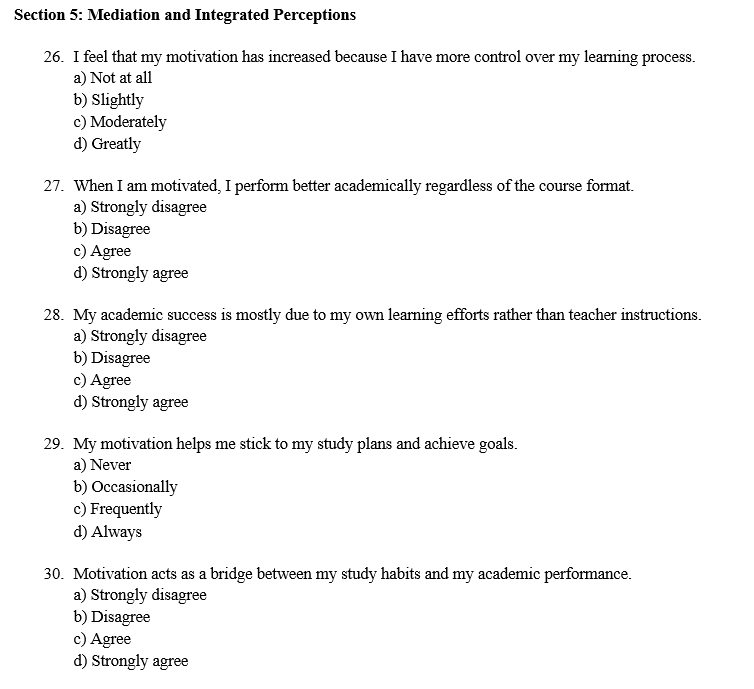 Section 5: Mediation and Integrated Perceptions
26. I feel that my motivation has increased because I have more control over my learning process.
a) Not at all
b) Slightly
c) Moderately
d) Greatly
27. When I am motivated, I perform better academically regardless of the course format.
a) Strongly disagree
b) Disagree
c) Agree
d) Strongly agree
28. My academic success is mostly due to my own learning efforts rather than teacher instructions.
a) Strongly disagree
b) Disagree
c) Agree
d) Strongly agree
29. My motivation helps me stick to my study plans and achieve goals.
a) Never
b) Occasionally
c) Frequently
d) Always
30. Motivation acts as a bridge between my study habits and my academic performance.
a) Strongly disagree
b) Disagree
c) Agree
d) Strongly agree